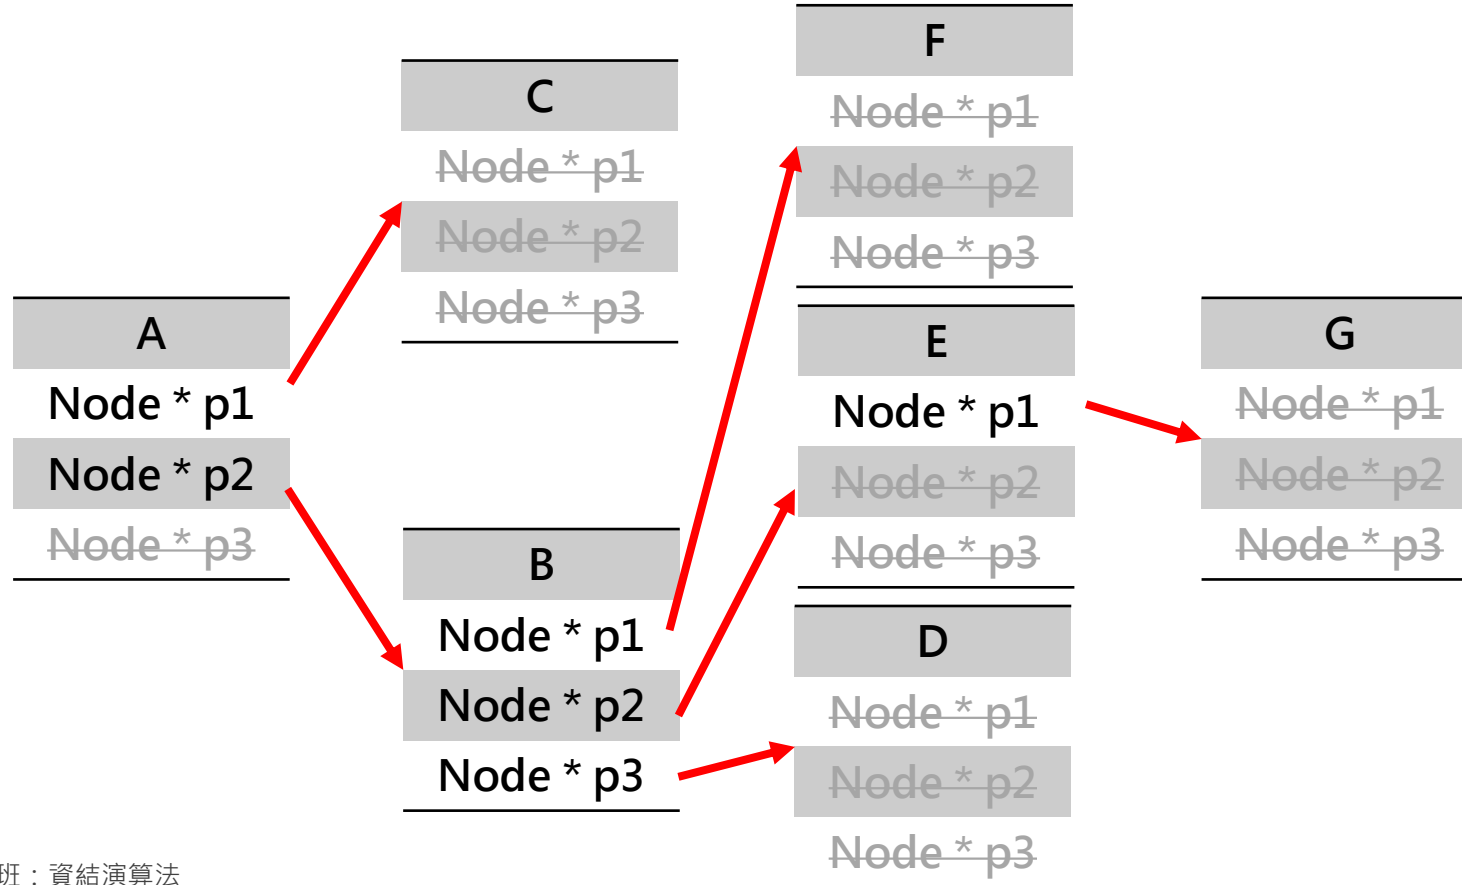 A
Node * p1
Node * p2
Node * p3
C
Node * p1
Node * p2
Node * p3
B
Node * p1
Node * p2
Node * p3
F
Node * p1
Node * p2
Node * p3
E
Node * p1
Node * p2
Node * p3
D
Node * p1
Node * p2
Node * p3
G
Node * p1
Node * p2
Node * p3
班：資結演算法